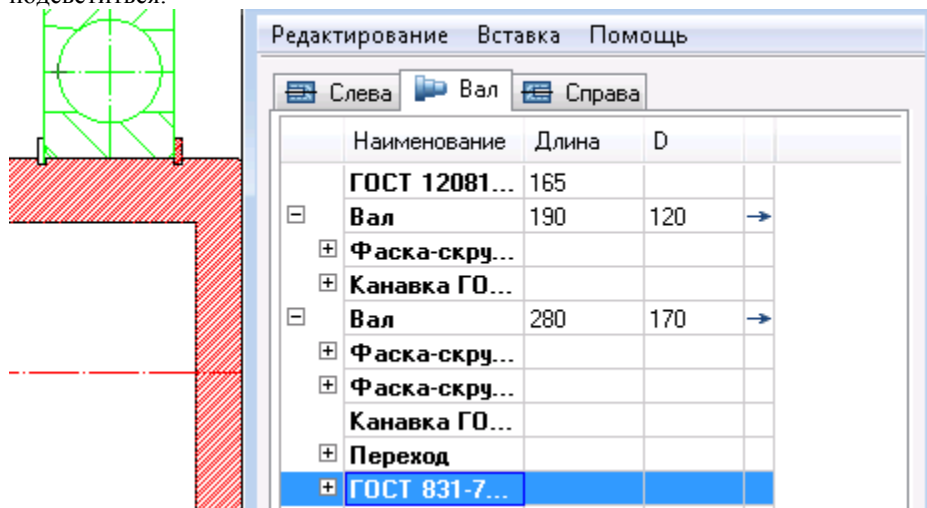 подсветиться.
Редактирование Вставка Помощь
Слева Вал Справа
Наименование Длина D
ГОСТ 12081... 165
Вал 190 120
Фаска-скру...
Канавка ГО...
Вал 280 170
Фаска-скру...
Фаска-скру...
Канавка ГО...
Переход
ГОСТ 831-7...